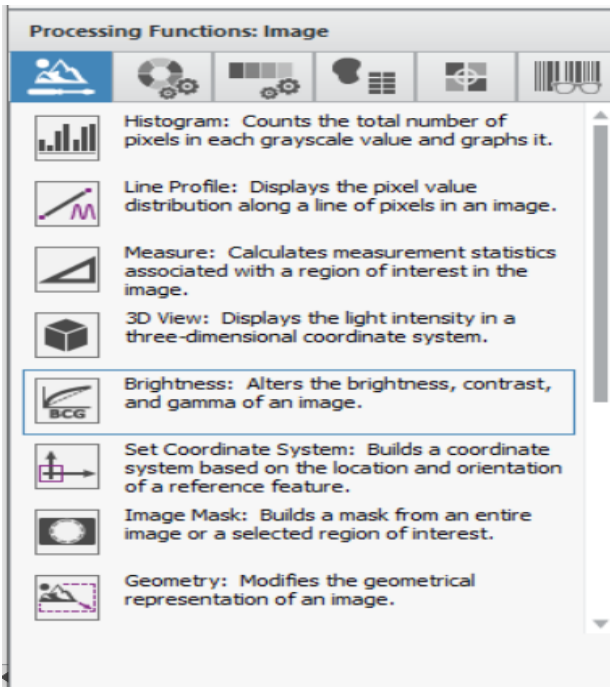 Processing Functions: Image
Histogram: Counts the total number of
pixels in each grayscale value and graphs it.
Line Profile: Displays the pixel value
distribution along a line of pixels in an image.
Measure: Calculates measurement statistics
associated with a region of interest in the
image.
3D View: Displays the light intensity in a
three-dimensional coordinate system.
Brightness: Alters the brightness, contrast,
and gamma of an image.
BCG
Set Coordinate System: Builds a coordinate
system based on the location and orientation
of a reference feature.
Image Mask: Builds a mask from an entire
image or a selected region of interest.
Geometry: Modifies the geometrical
representation of an image.